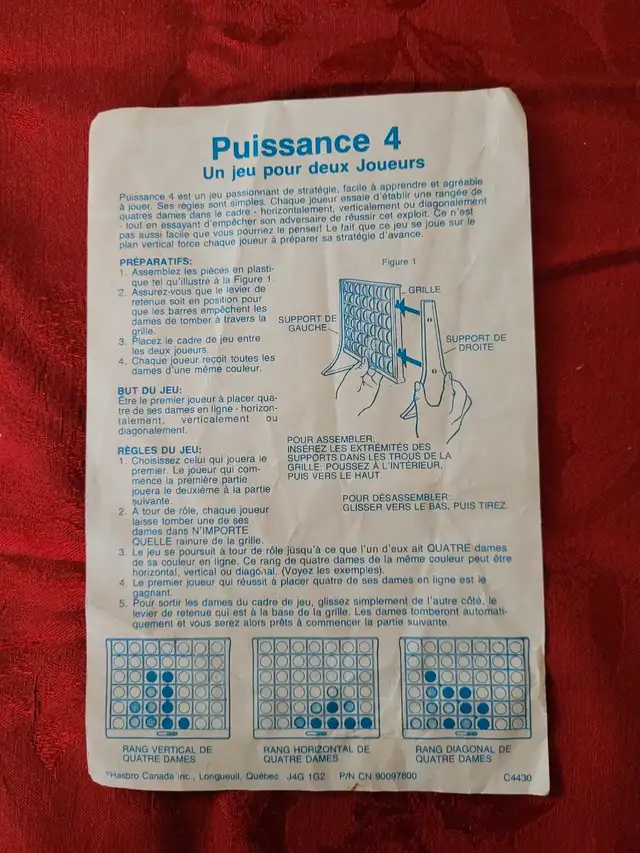 Puissance 4
Un jeu pour deux Joueurs
Puissance 4 est un jeu passionnant de stratégie, facile à apprendre et agréable
à jouer. Ses règles sont simples. Chaque joueur essaie d'établir une rangée de
quatres dames dans le cadre - horizontalement, verticalement ou diagonalement
- tout en essayant d'empêcher son adversaire de réussir cet exploit. Ce n'est
pas aussi facile que vous pourriez le penser! Le fait que ce jeu se joue sur le
plan vertical force chaque joueur à préparer sa stratégie d'avance.
PRÉPARATIFS:
1. Assemblez les pièces en plasti-
que tel qu'illustré à la Figure 1.
2. Assurez-vous que le levier de
retenue soit en position pour
que les barres empêchent les
dames de tomber à travers la
grille.
3. Placez le cadre de jeu entre
les deux joueurs.
4. Chaque joueur reçoit toutes les
dames d'une même couleur.
Figure 1
GRILLE
SUPPORT DE
GAUCHE
SUPPORT DE
DROITE
BUT DU JEU:
Être le premier joueur à placer qua-
tre de ses dames en ligne - horizon-
talement, verticalement ou
diagonalement.
POUR ASSEMBLER:
INSÉREZ LES EXTRÉMITÉS DES
SUPPORTS DANS LES TROUS DE LA
GRILLE; POUSSEZ À L'INTÉRIEUR,
PUIS VERS LE HAUT.
POUR DÉSASSEMBLER:
GLISSER VERS LE BAS, PUIS TIREZ.
RÈGLES DU JEU:
1. Choisissez celui qui jouera le
premier. Le joueur qui com-
mence la première partie
jouera le deuxième à la partie
suivante.
2. À tour de rôle, chaque joueur
laisse tomber une de ses
dames dans N'IMPORTE
QUELLE rainure de la grille.
3. Le jeu se poursuit à tour de rôle jusqu'à ce que l'un d'eux ait QUATRE dames
de sa couleur en ligne. Ce rang de quatre dames de la même couleur peut être
horizontal, vertical ou diagonal. (Voyez les exemples).
4. Le premier joueur qui réussit à placer quatre de ses dames en ligne est le
gagnant.
5. Pour sortir les dames du cadre de jeu, glissez simplement de l'autre côté, le
levier de retenue qui est à la base de la grille. Les dames tomberont automati-
quement et vous serez alors prêts à commencer la partie suivante.
RANG VERTICAL DE
QUATRE DAMES
RANG HORIZONTAL DE
QUATRE DAMES
RANG DIAGONAL DE
QUATRE DAMES
©Hasbro Canada Inc., Longueuil, Québec J4G 1G2 P/N CN 90097800 C4430